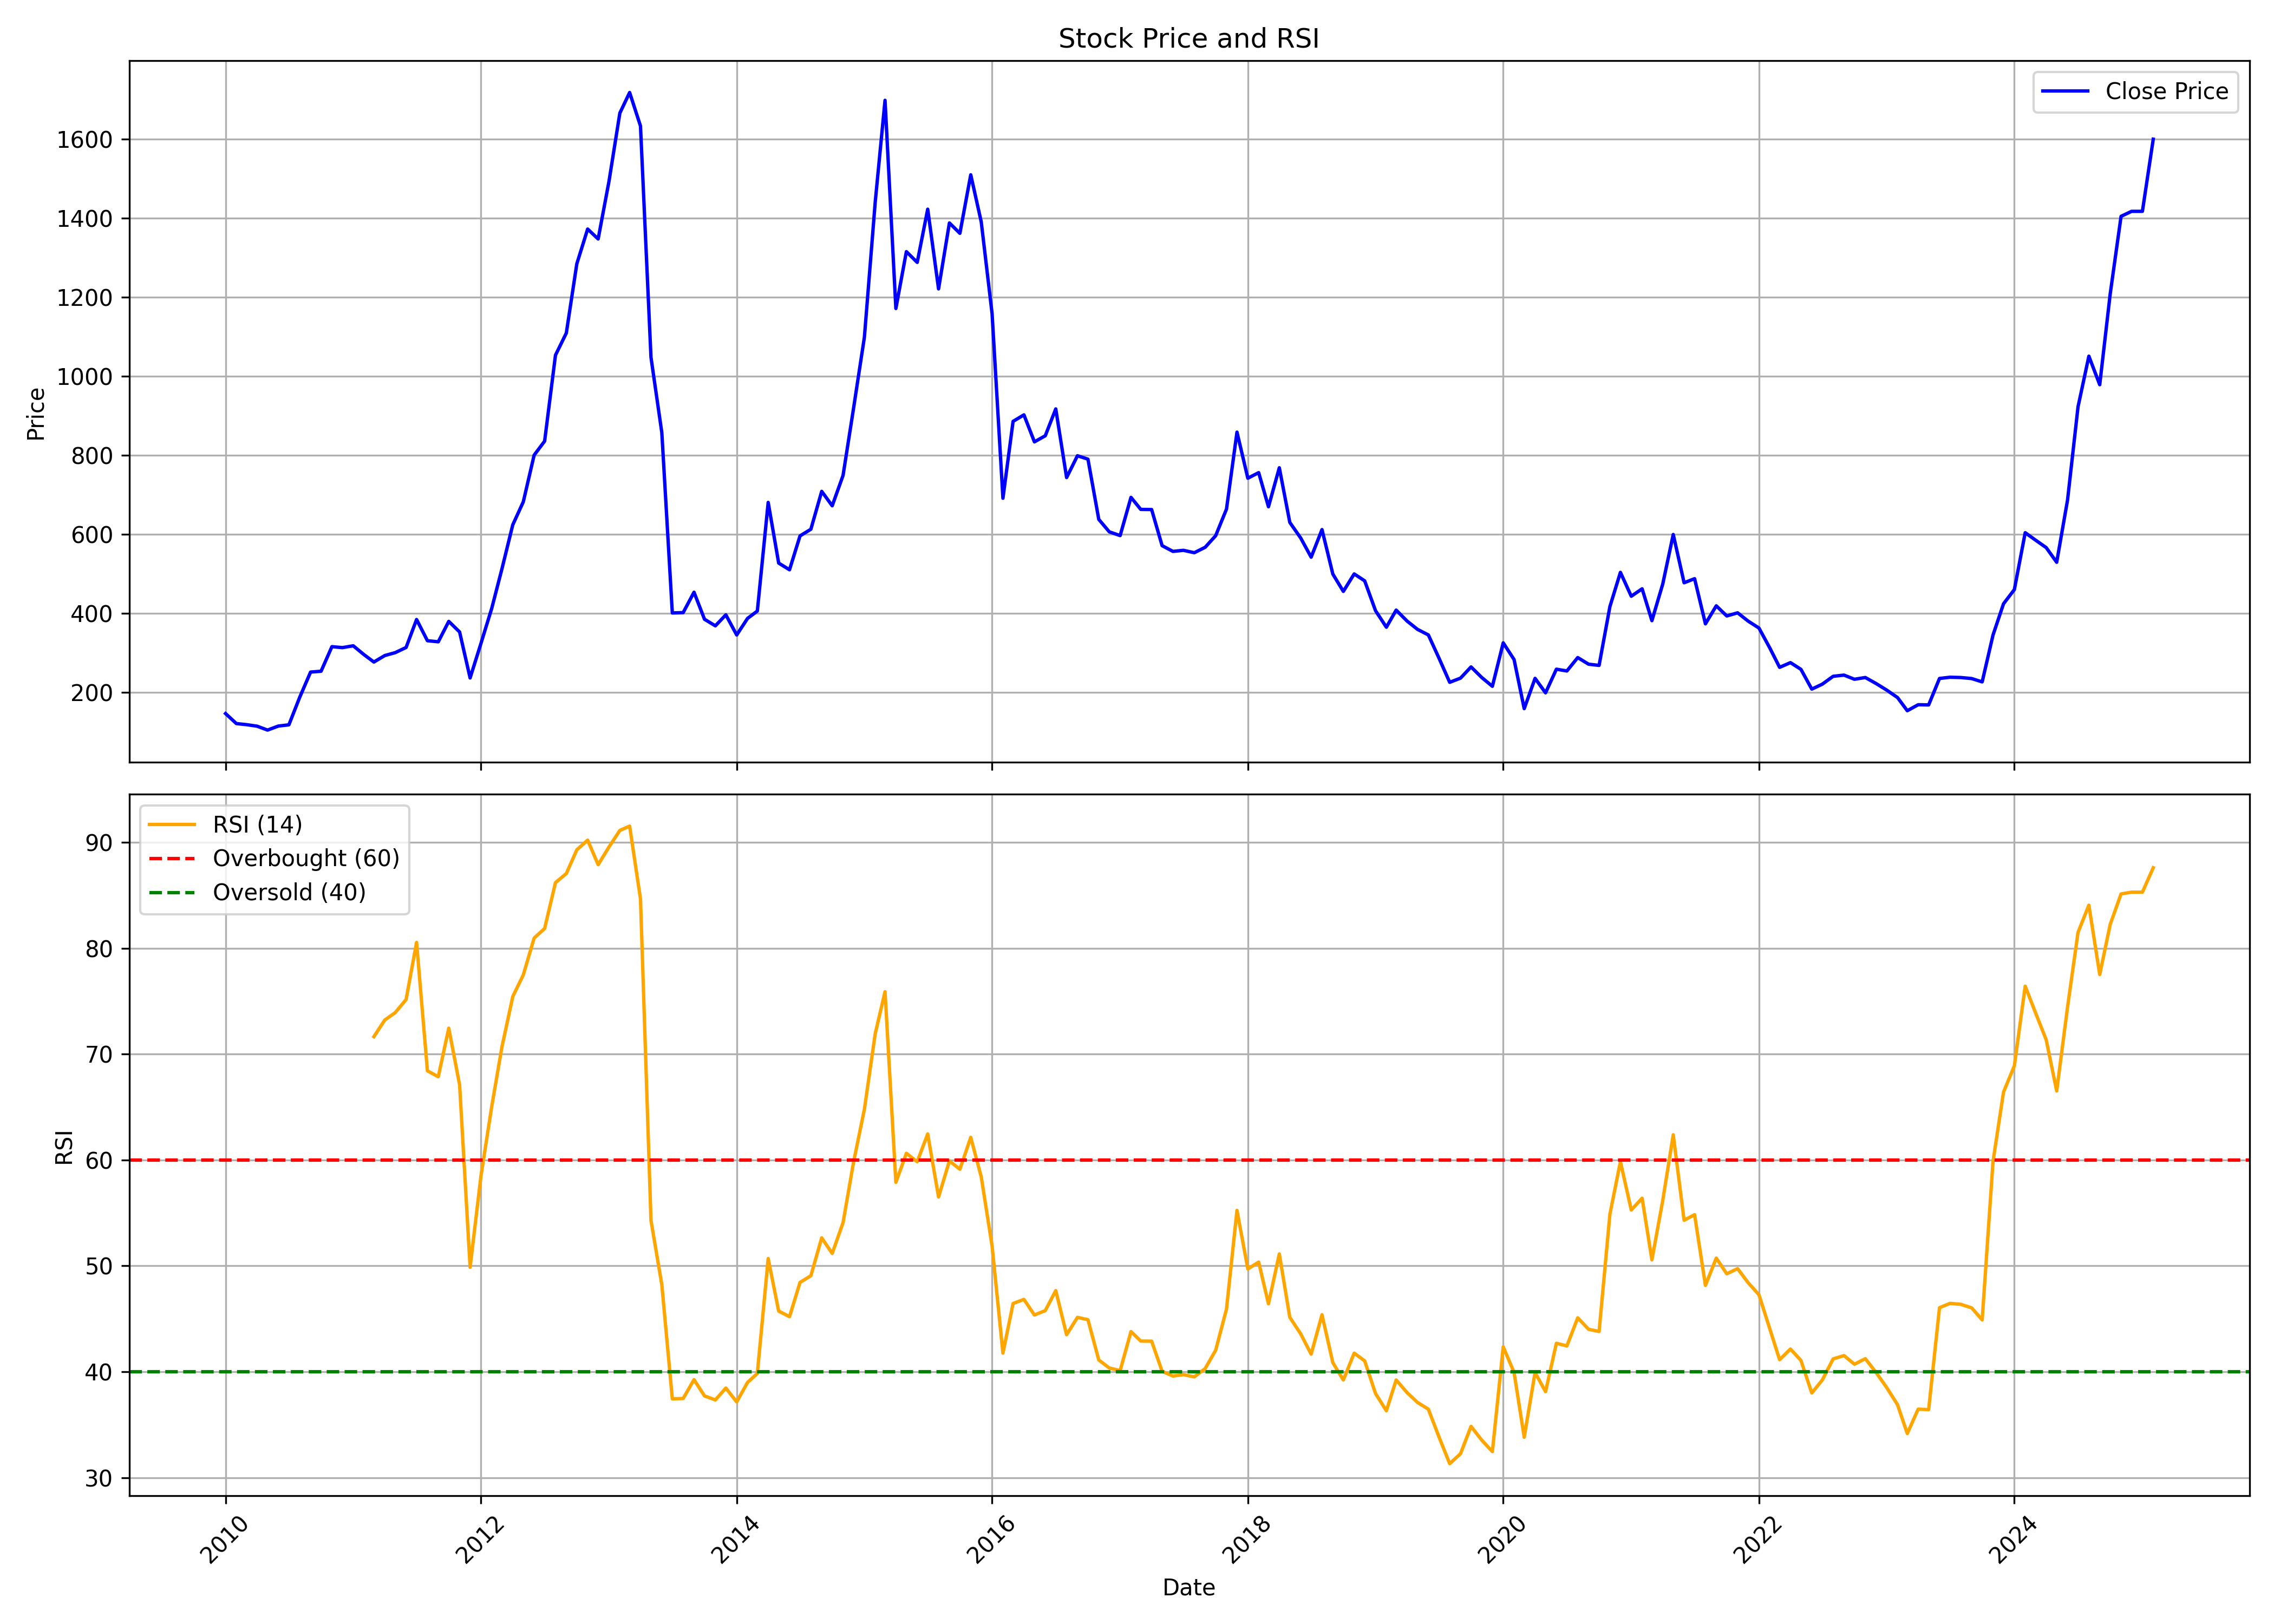 Stock Price and RSI
Close Price
Price
1600
1400
1200
1000
800
600
400
200
RSI (14)
Overbought (60)
Oversold (40)
RSI
90
80
70
60
50
40
30
2010
2012
2014
2016
2018
2020
2022
2024
Date